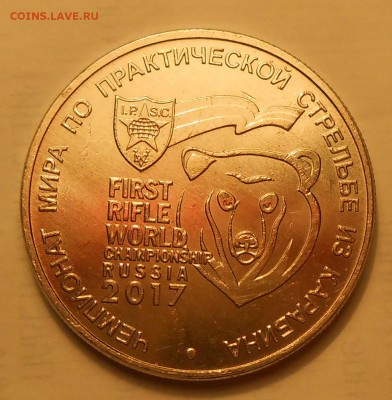 COINS.LAVE.RU
ЧЕМПИОНАТ МИРА ПО ПРАКТИЧЕСКОЙ СТРЕЛЬБЕ ИЗ КАРАБИНА
I.P.S.C.
FIRST
RIFLE
WORLD
CHAMPIONSHIP
RUSSIA
2017